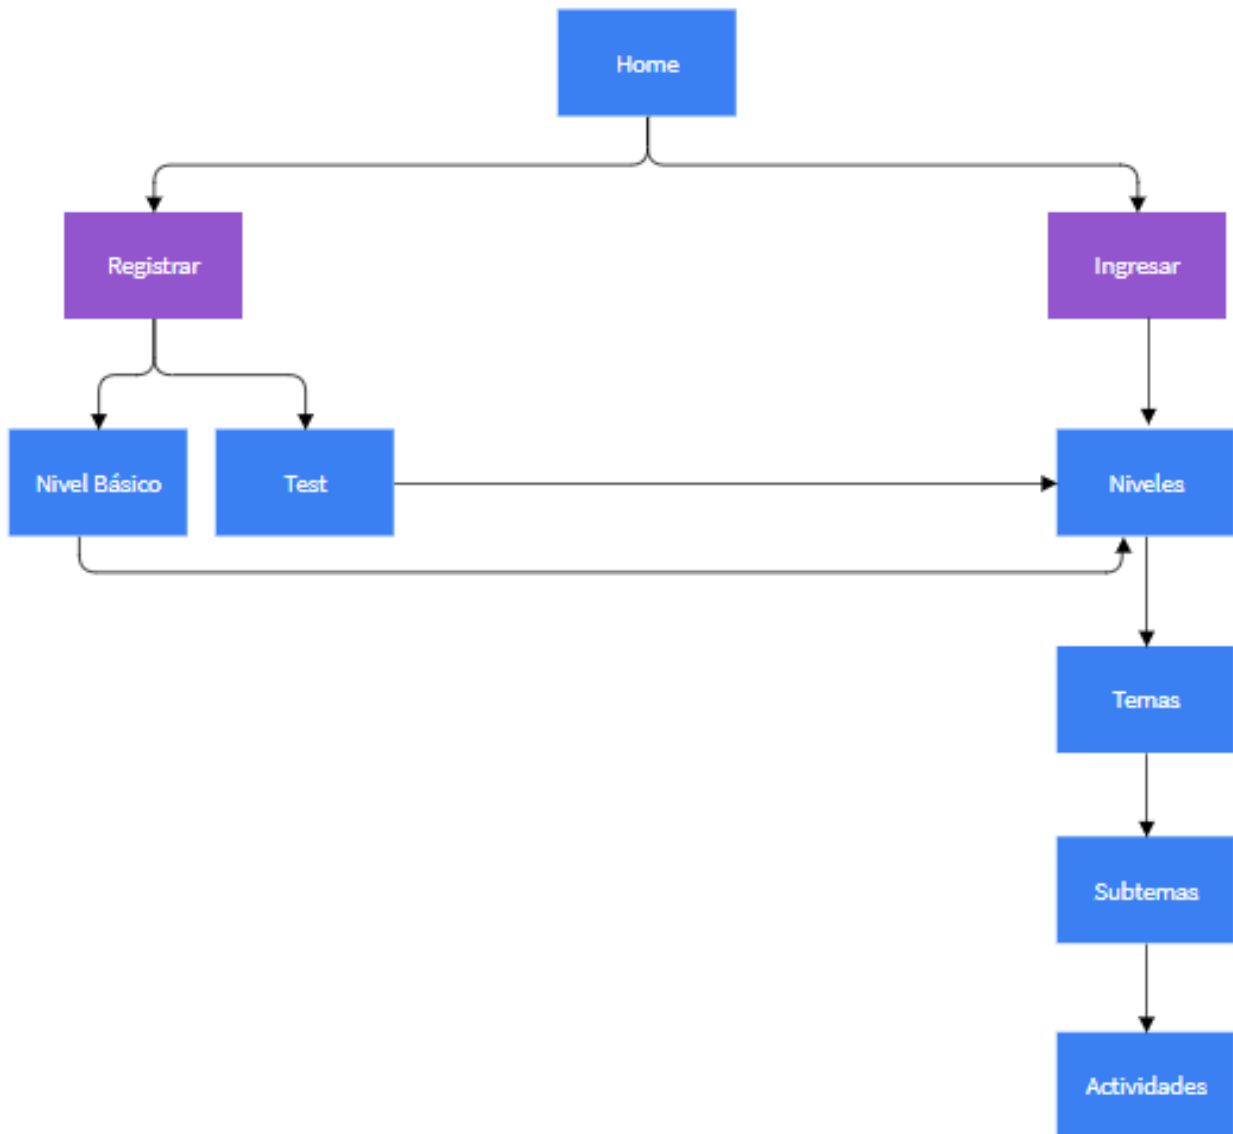 Home
Registrar
Ingresar
Nivel Básico
Test
Niveles
Temas
Subtemas
Actividades